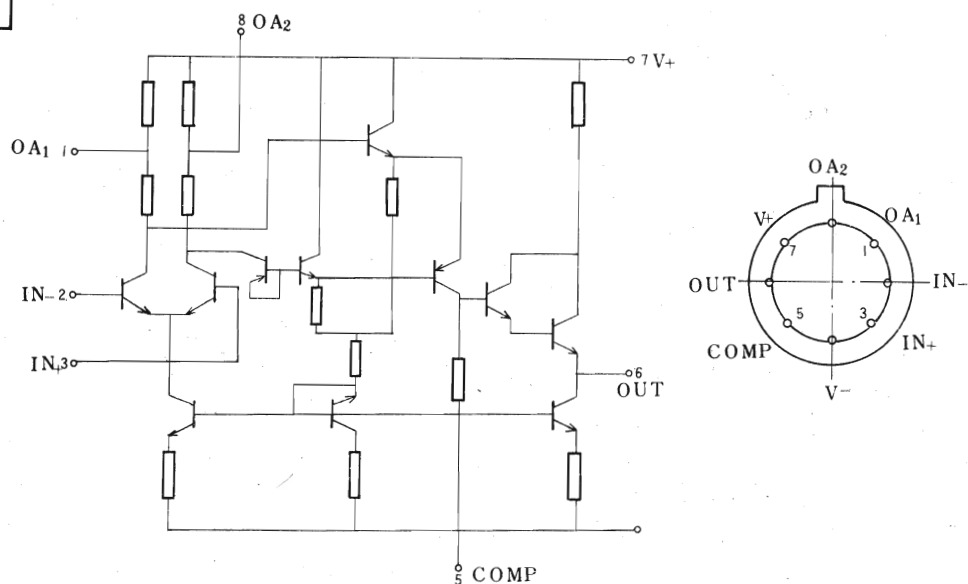 8 OA2
7 V+
OA1 1
IN- 2
IN+ 3
6
OUT
5 COMP
OA2
V+
OA1
7
1
OUT
IN-
5
3
COMP
IN+
V-